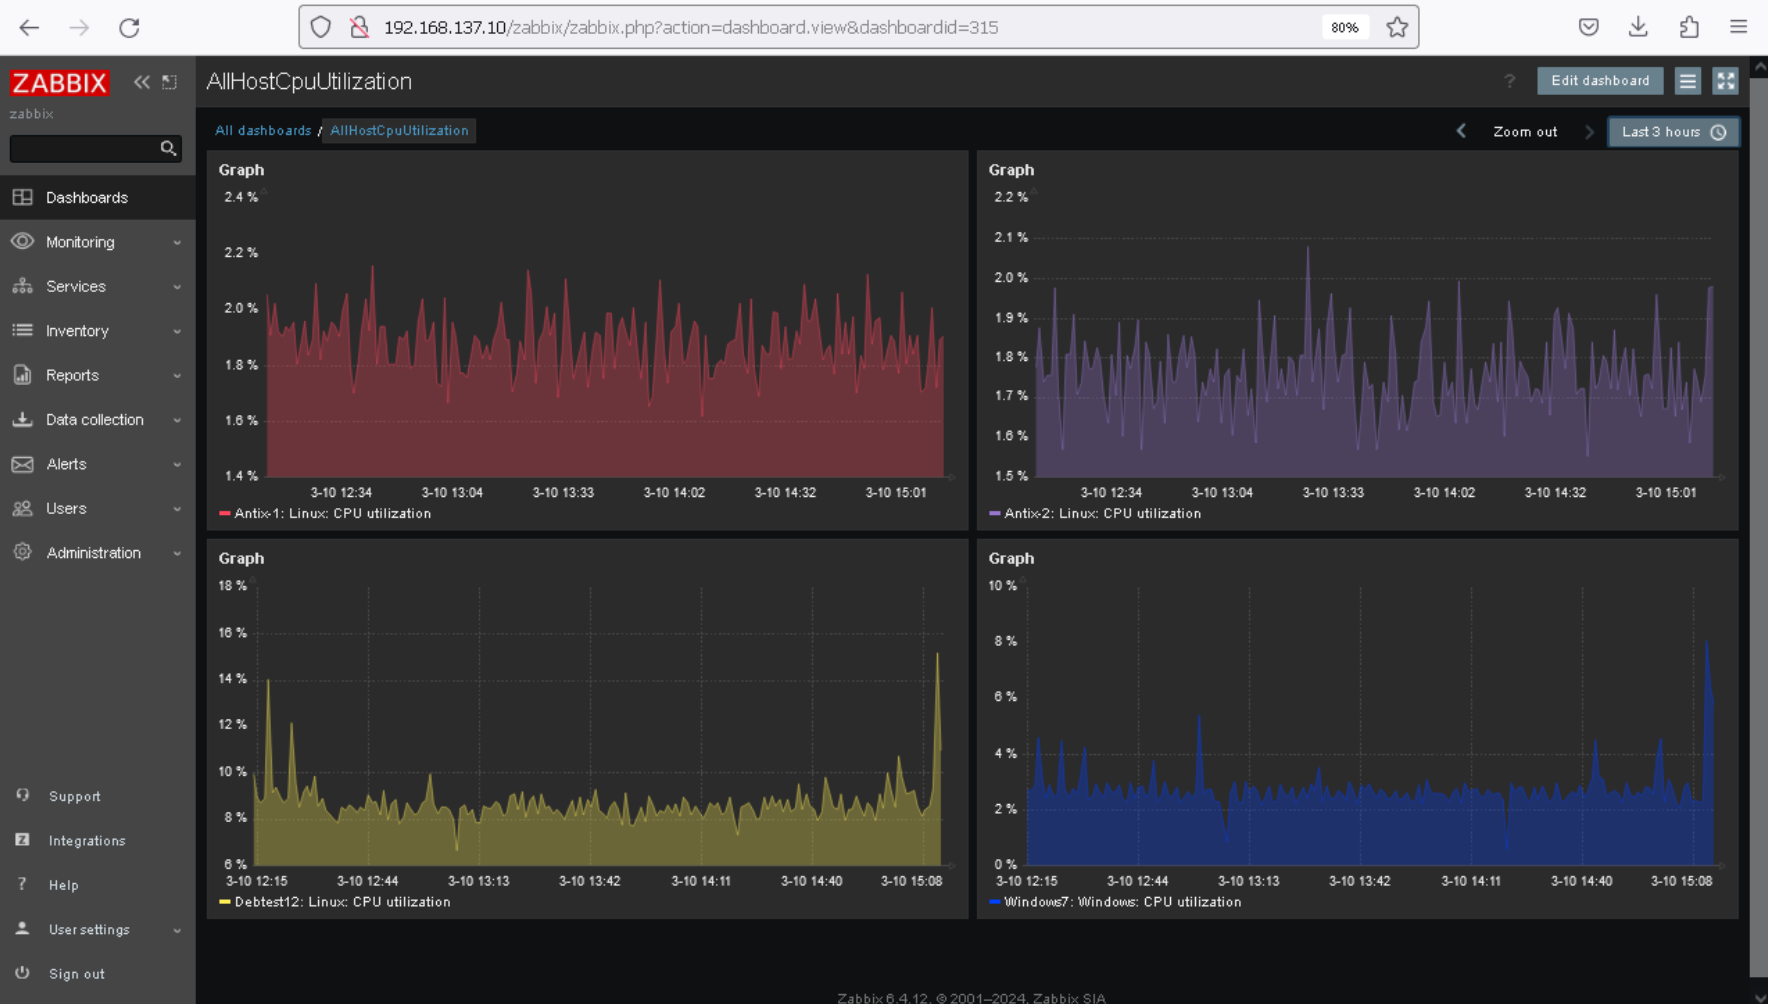 192.168.137.10/zabbix/zabbix.php?action=dashboard.view&dashboardid=315
80%
ZABBIX
zabbix
AllHostCpuUtilization
?
Edit dashboard
All dashboards / AllHostCpuUtilization
Zoom out
Last 3 hours
Dashboards
Monitoring
Services
Inventory
Reports
Data collection
Alerts
Users
Administration
Support
Integrations
Help
User settings
Sign out
Graph
2.4 %
2.2 %
2.0 %
1.8 %
1.6 %
1.4 %
3-10 12:34 3-10 13:04 3-10 13:33 3-10 14:02 3-10 14:32 3-10 15:01
Antix-1: Linux: CPU utilization
Graph
2.2 %
2.1 %
2.0 %
1.9 %
1.8 %
1.7 %
1.6 %
1.5 %
3-10 12:34 3-10 13:04 3-10 13:33 3-10 14:02 3-10 14:32 3-10 15:01
Antix-2: Linux: CPU utilization
Graph
18 %
16 %
14 %
12 %
10 %
8 %
6 %
3-10 12:15 3-10 12:44 3-10 13:13 3-10 13:42 3-10 14:11 3-10 14:40 3-10 15:08
Debtest12: Linux: CPU utilization
Graph
10 %
8 %
6 %
4 %
2 %
0 %
3-10 12:15 3-10 12:44 3-10 13:13 3-10 13:42 3-10 14:11 3-10 14:40 3-10 15:08
Windows7: Windows: CPU utilization
Zabbix 6.4.12. © 2001–2024, Zabbix SIA